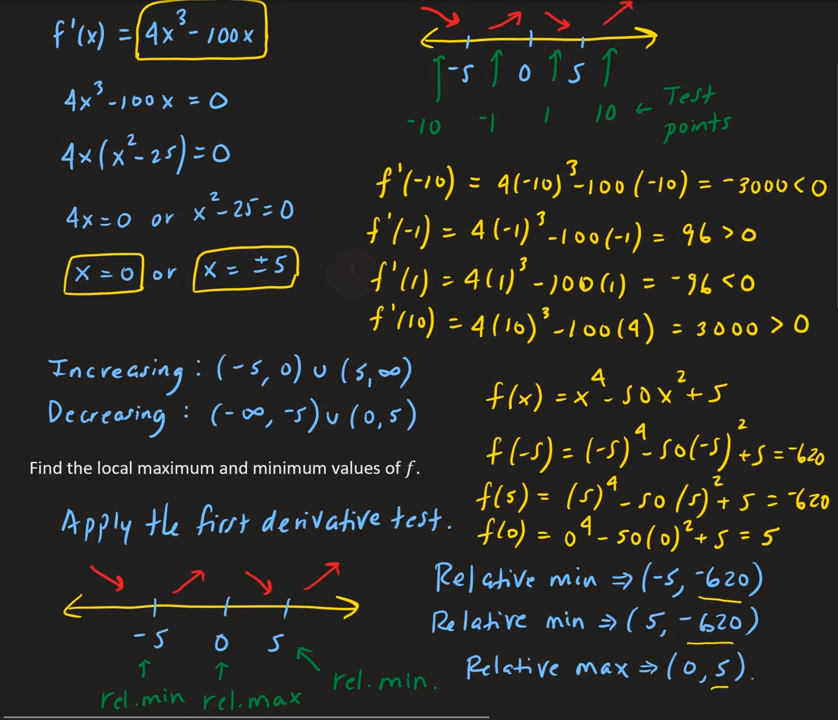 f'(x) = 4x³ - 100x
4x³ - 100x = 0
4x(x² - 25) = 0
4x = 0 or x² - 25 = 0
x = 0 or x = ±5
-5 0 5
-10 -1 1 10 ← Test points
f'(-10) = 4(-10)³ - 100(-10) = -3000 < 0
f'(-1) = 4(-1)³ - 100(-1) = 96 > 0
f'(1) = 4(1)³ - 100(1) = -96 < 0
f'(10) = 4(10)³ - 100(4) = 3000 > 0
Increasing : (-5, 0) ∪ (5, ∞)
Decreasing : (-∞, -5) ∪ (0, 5)
Find the local maximum and minimum values of f.
Apply the first derivative test.
-5 0 5
rel.min rel.max rel.min.
f(x) = x⁴ - 50x² + 5
f(-5) = (-5)⁴ - 50(-5)² + 5 = -620
f(5) = (5)⁴ - 50(5)² + 5 = -620
f(0) = 0⁴ - 50(0)² + 5 = 5
Relative min ⇒ (-5, -620)
Relative min ⇒ (5, -620)
Relative max ⇒ (0, 5).